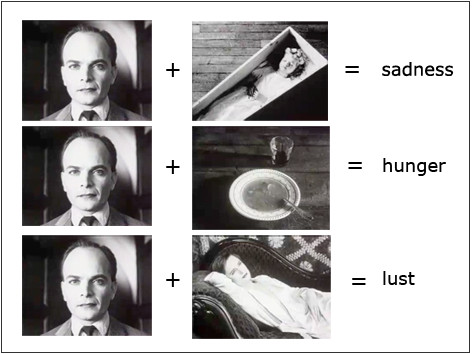 + = sadness
+ = hunger
+ = lust